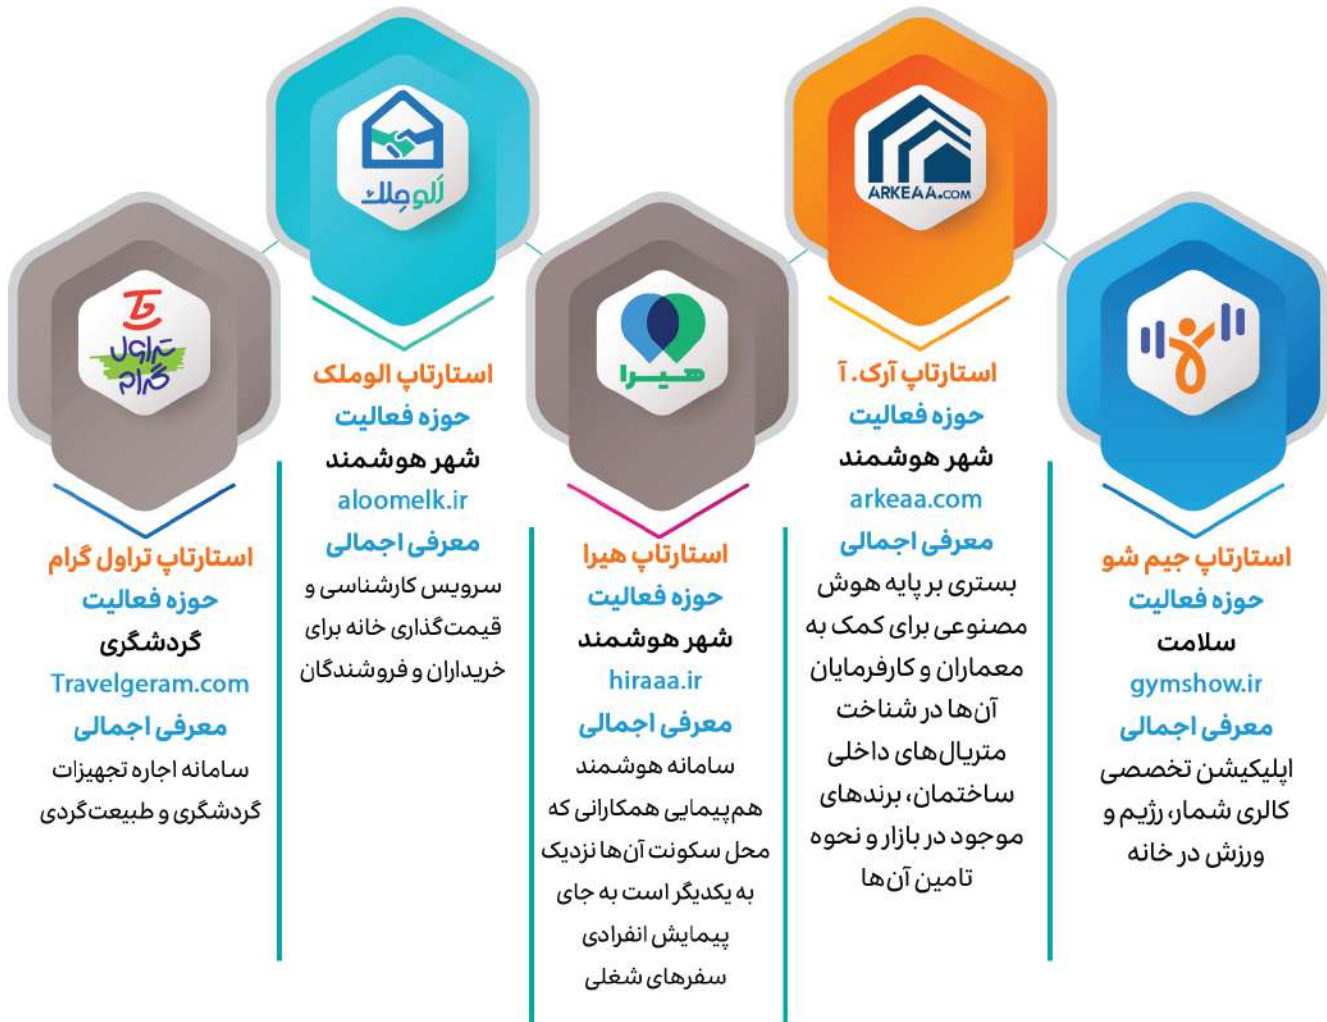 ARKEAA.COM
استارتاپ جیم شو
حوزه فعالیت
سلامت
gymshow.ir
معرفی اجمالی
اپلیکیشن تخصصی
کالری شمار، رژیم و
ورزش در خانه
استارتاپ آرک.آ
حوزه فعالیت
شهر هوشمند
arkeaa.com
معرفی اجمالی
بستری بر پایه هوش
مصنوعی برای کمک به
معماران و کارفرمایان
آن‌ها در شناخت
متریال‌های داخلی
ساختمان، برندهای
موجود در بازار و نحوه
تامین آن‌ها
هیرا
استارتاپ هیرا
حوزه فعالیت
شهر هوشمند
hiraaa.ir
معرفی اجمالی
سامانه هوشمند
هم‌پیمایی همکارانی که
محل سکونت آن‌ها نزدیک
به یکدیگر است به جای
پیمایش انفرادی
سفرهای شغلی
الو ملک
استارتاپ الوملک
حوزه فعالیت
شهر هوشمند
aloomelk.ir
معرفی اجمالی
سرویس کارشناسی و
قیمت‌گذاری خانه برای
خریداران و فروشندگان
تراول
گرام
استارتاپ تراول گرام
حوزه فعالیت
گردشگری
Travelgeram.com
معرفی اجمالی
سامانه اجاره تجهیزات
گردشگری و طبیعت‌گردی